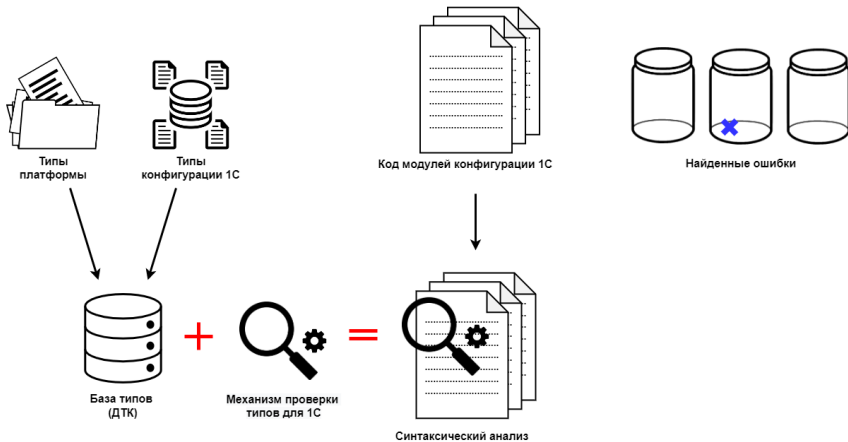 Типы
платформы
Типы
конфигурации 1С
Код модулей конфигурации 1С
Найденные ошибки
База типов
(ДТК)
Механизм проверки
типов для 1С
Синтаксический анализ